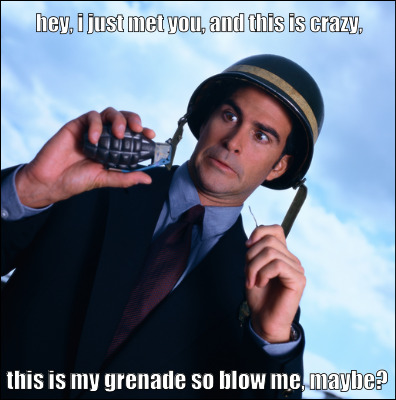 hey, i just met you, and this is crazy,
this is my grenade so blow me, maybe?